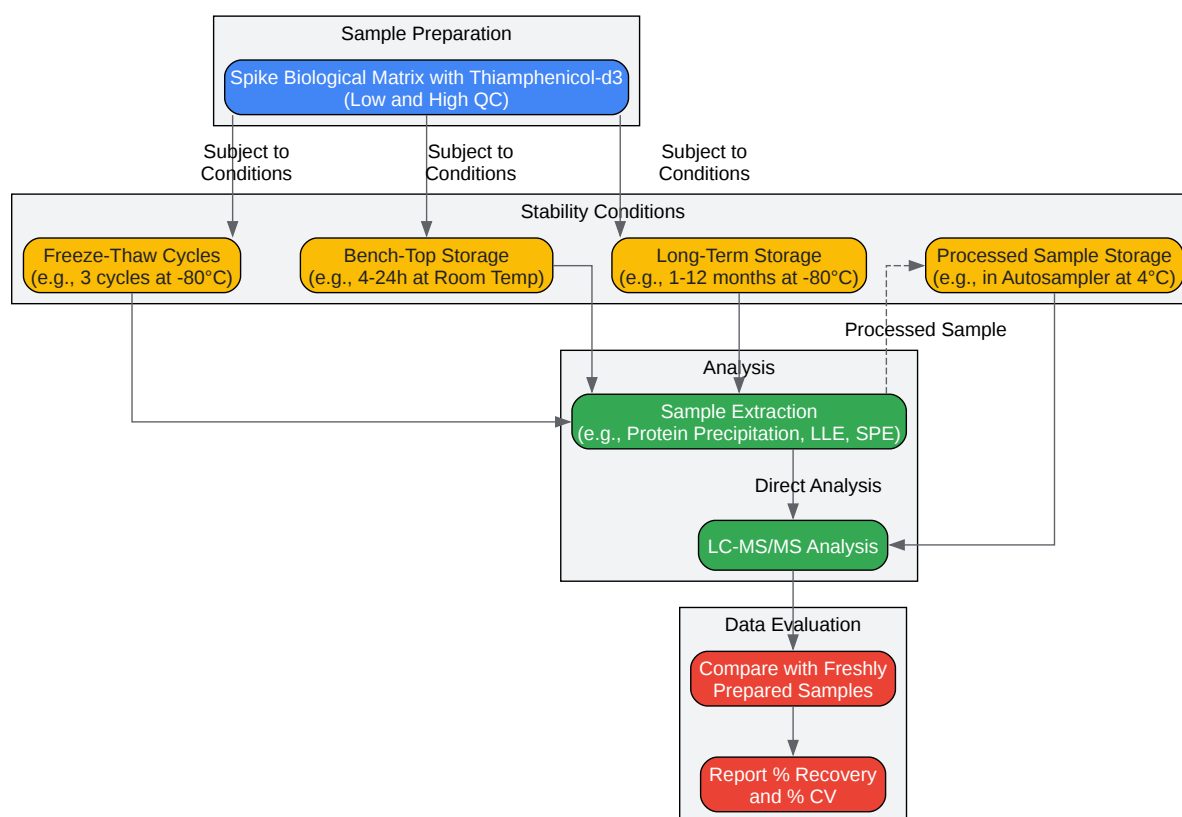 Sample Preparation
Spike Biological Matrix with Thiamphenicol-d3
(Low and High QC)
Subject to
Conditions
Subject to
Conditions
Subject to
Conditions
Stability Conditions
Freeze-Thaw Cycles
(e.g., 3 cycles at -80°C)
Bench-Top Storage
(e.g., 4-24h at Room Temp)
Long-Term Storage
(e.g., 1-12 months at -80°C)
Processed Sample Storage
(e.g., in Autosampler at 4°C)
Processed Sample
Analysis
Sample Extraction
(e.g., Protein Precipitation, LLE, SPE)
Direct Analysis
LC-MS/MS Analysis
Data Evaluation
Compare with Freshly
Prepared Samples
Report % Recovery
and % CV